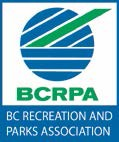 BCRPA
BC RECREATION AND
PARKS ASSOCIATION